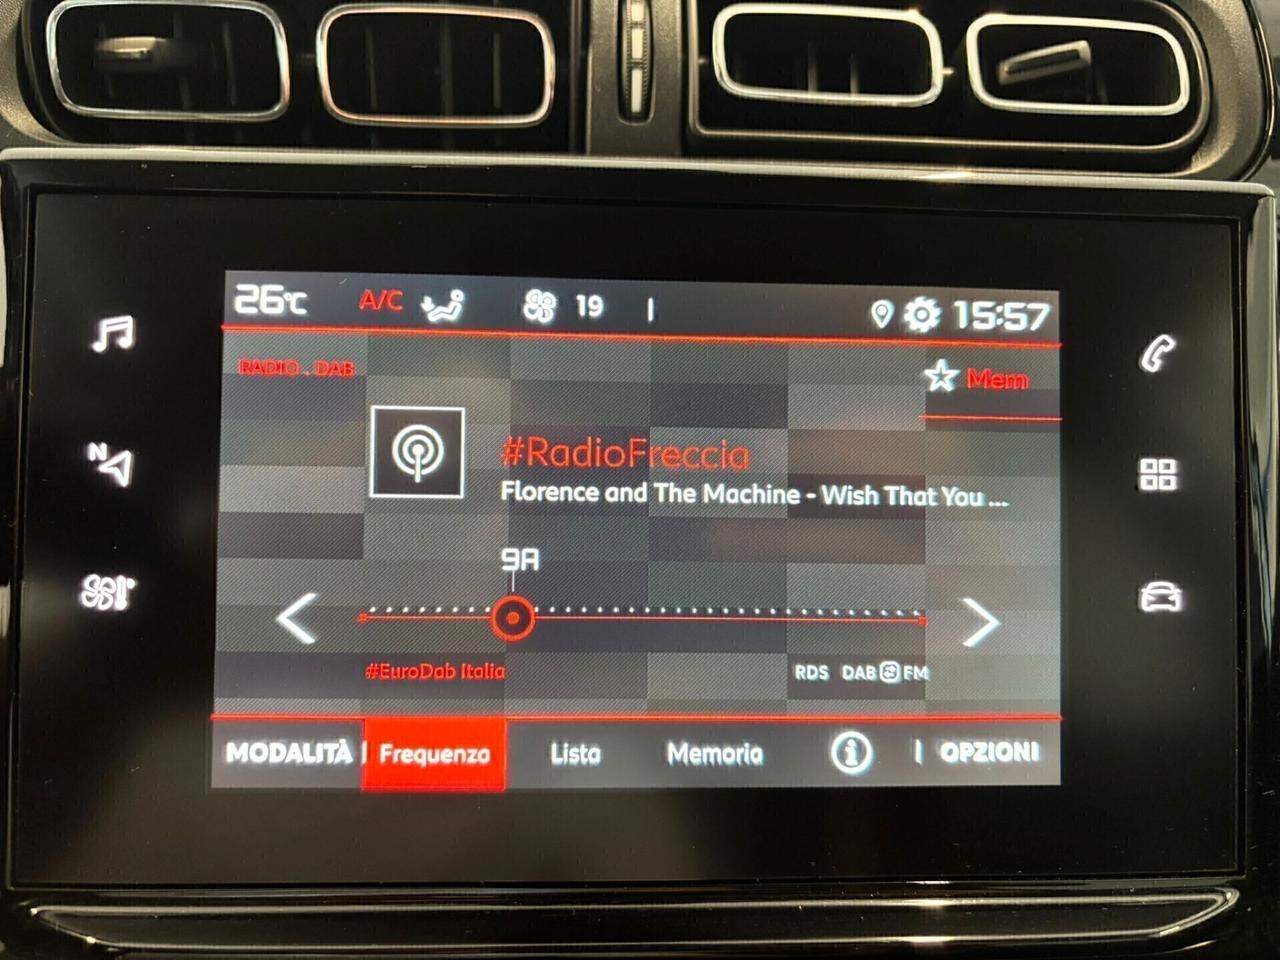 26°C A/C 19 | 15:57
RADIO . DAB
Mem
#RadioFreccia
Florence and The Machine - Wish That You ...
9A
N
#EuroDab Italia RDS DAB FM
MODALITÀ | Frequenza Lista Memoria i | OPZIONI